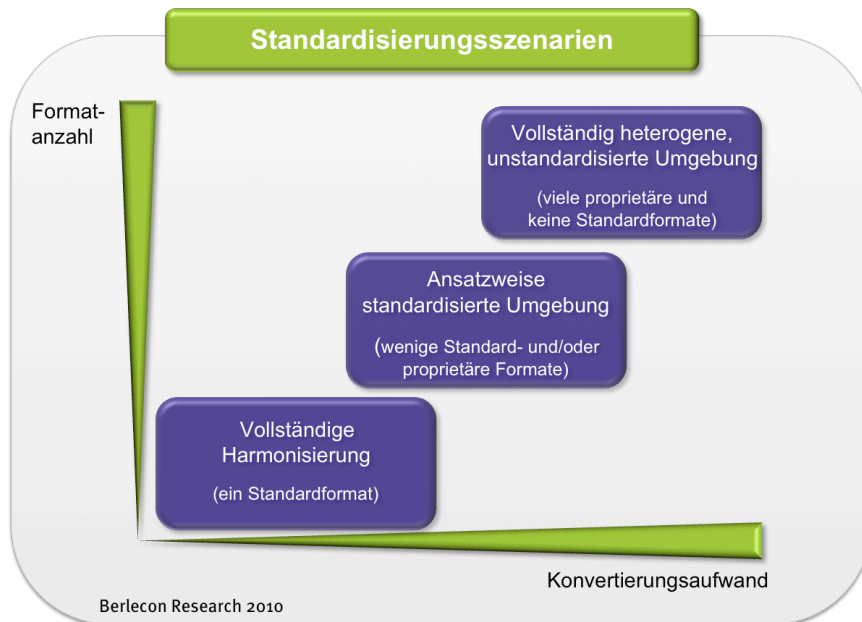 Standardisierungsszenarien
Format-
anzahl
Vollständig heterogene,
unstandardisierte Umgebung
(viele proprietäre und
keine Standardformate)
Ansatzweise
standardisierte Umgebung
(wenige Standard- und/oder
proprietäre Formate)
Vollständige
Harmonisierung
(ein Standardformat)
Konvertierungsaufwand
Berlecon Research 2010